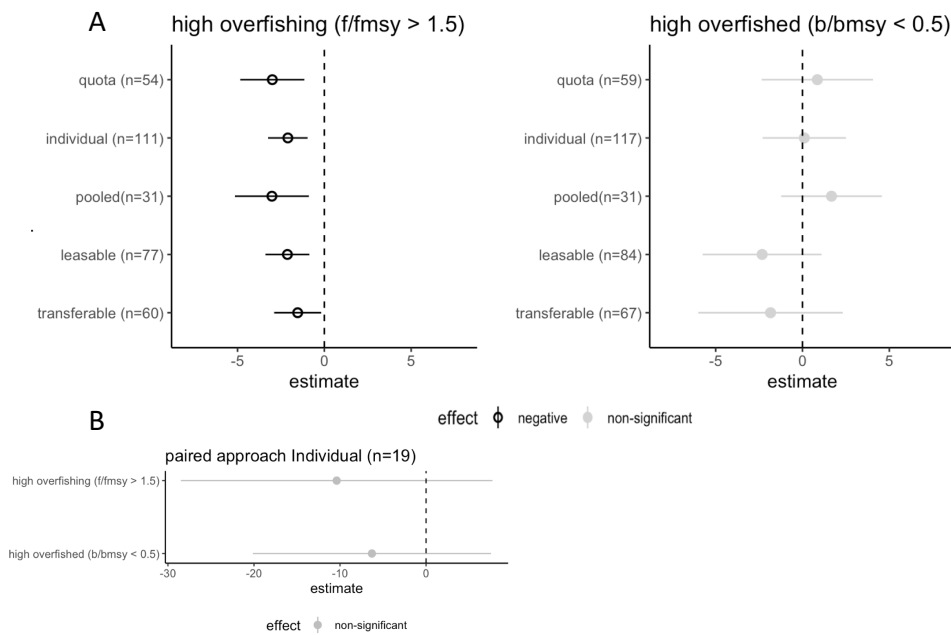 A
high overfishing (f/fmsy > 1.5)
quota (n=54)
individual (n=111)
pooled(n=31)
leasable (n=77)
transferable (n=60)
-5 0 5
estimate
high overfished (b/bmsy < 0.5)
quota (n=59)
individual (n=117)
pooled(n=31)
leasable (n=84)
transferable (n=67)
-5 0 5
estimate
effect negative non-significant
B
paired approach Individual (n=19)
high overfishing (f/fmsy > 1.5)
high overfished (b/bmsy < 0.5)
-30 -20 -10 0
estimate
effect non-significant